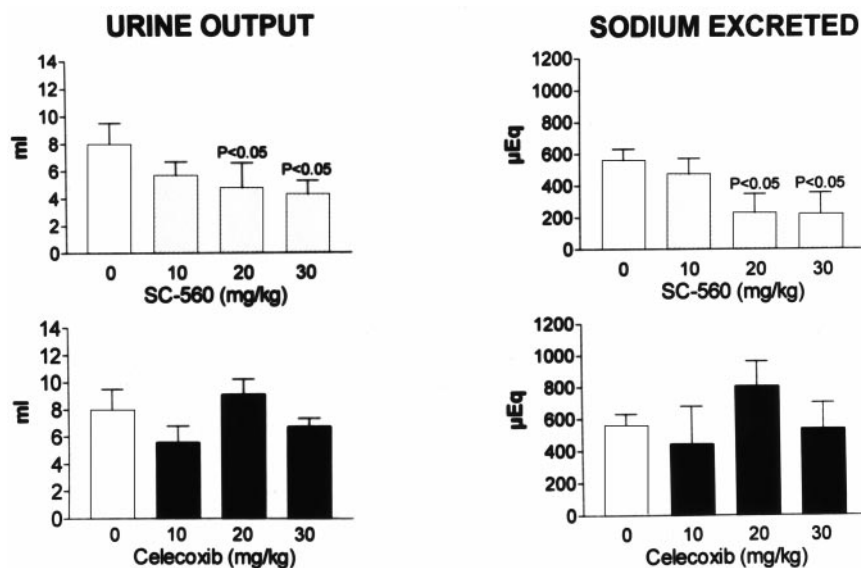 URINE OUTPUT
ml
14
12
10
8
6
4
2
0
P<0.05
P<0.05
0 10 20 30
SC-560 (mg/kg)
SODIUM EXCRETED
µEq
1200
1000
800
600
400
200
0
P<0.05
P<0.05
0 10 20 30
SC-560 (mg/kg)
ml
14
12
10
8
6
4
2
0
0 10 20 30
Celecoxib (mg/kg)
µEq
1200
1000
800
600
400
200
0
0 10 20 30
Celecoxib (mg/kg)